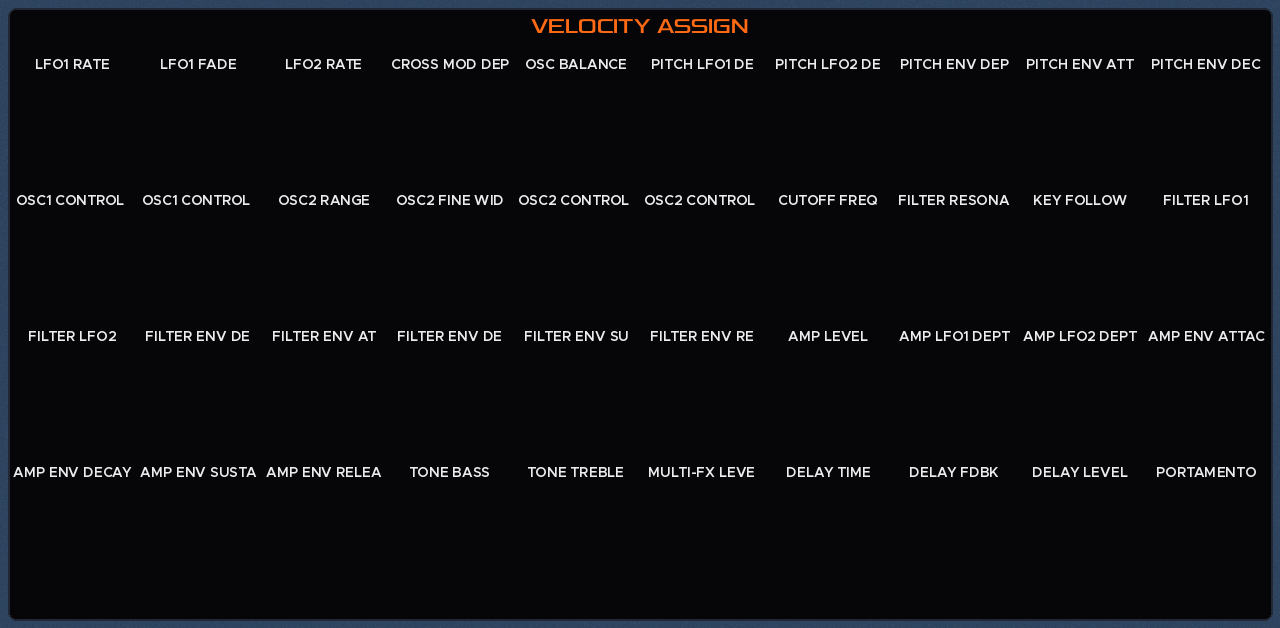 VELOCITY ASSIGN
LFO1 RATE LFO1 FADE LFO2 RATE CROSS MOD DEP OSC BALANCE PITCH LFO1 DE PITCH LFO2 DE PITCH ENV DEP PITCH ENV ATT PITCH ENV DEC
OSC1 CONTROL OSC1 CONTROL OSC2 RANGE OSC2 FINE WID OSC2 CONTROL OSC2 CONTROL CUTOFF FREQ FILTER RESONA KEY FOLLOW FILTER LFO1
FILTER LFO2 FILTER ENV DE FILTER ENV AT FILTER ENV DE FILTER ENV SU FILTER ENV RE AMP LEVEL AMP LFO1 DEPT AMP LFO2 DEPT AMP ENV ATTAC
AMP ENV DECAY AMP ENV SUSTA AMP ENV RELEA TONE BASS TONE TREBLE MULTI-FX LEVE DELAY TIME DELAY FDBK DELAY LEVEL PORTAMENTO